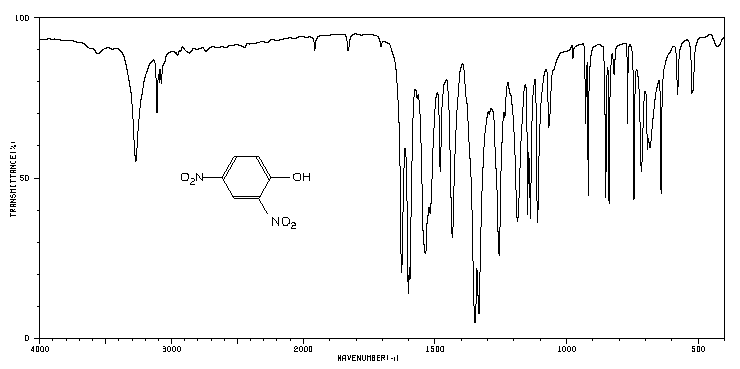 100
50
0
TRANSMITTANCE(%)
O2N
OH
NO2
4000 3000 2000 1500 1000 500
WAVENUMBER(-1)